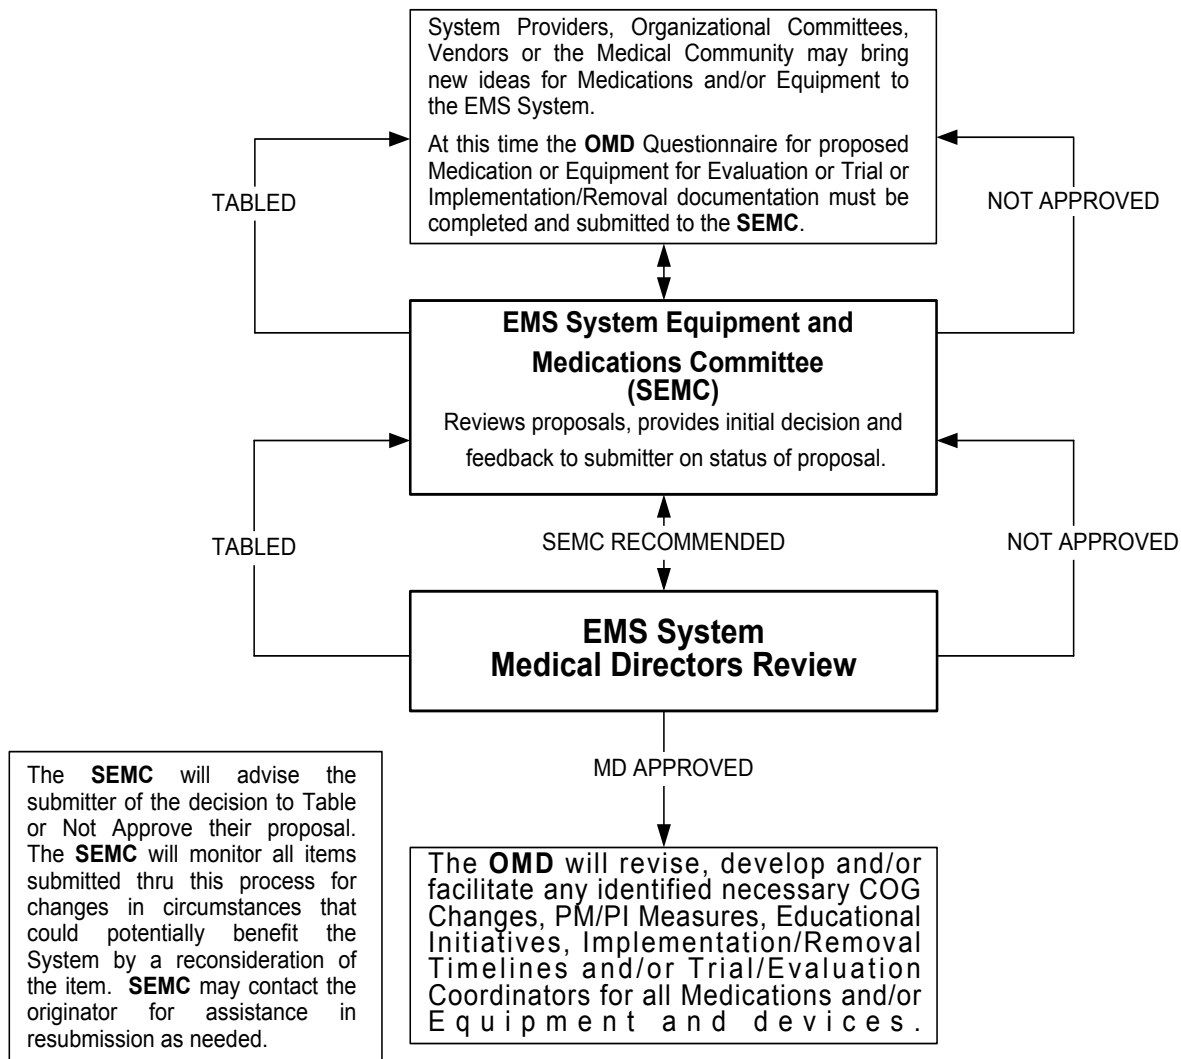 System Providers, Organizational Committees,
Vendors or the Medical Community may bring
new ideas for Medications and/or Equipment to
the EMS System.
At this time the OMD Questionnaire for proposed
Medication or Equipment for Evaluation or Trial or
Implementation/Removal documentation must be
completed and submitted to the SEMC.
TABLED
NOT APPROVED
EMS System Equipment and
Medications Committee
(SEMC)
Reviews proposals, provides initial decision and
feedback to submitter on status of proposal.
TABLED
SEMC RECOMMENDED
NOT APPROVED
EMS System
Medical Directors Review
MD APPROVED
The SEMC will advise the
submitter of the decision to Table
or Not Approve their proposal.
The SEMC will monitor all items
submitted thru this process for
changes in circumstances that
could potentially benefit the
System by a reconsideration of
the item. SEMC may contact the
originator for assistance in
resubmission as needed.
The OMD will revise, develop and/or
facilitate any identified necessary COG
Changes, PM/PI Measures, Educational
Initiatives, Implementation/Removal
Timelines and/or Trial/Evaluation
Coordinators for all Medications and/or
Equipment and devices.